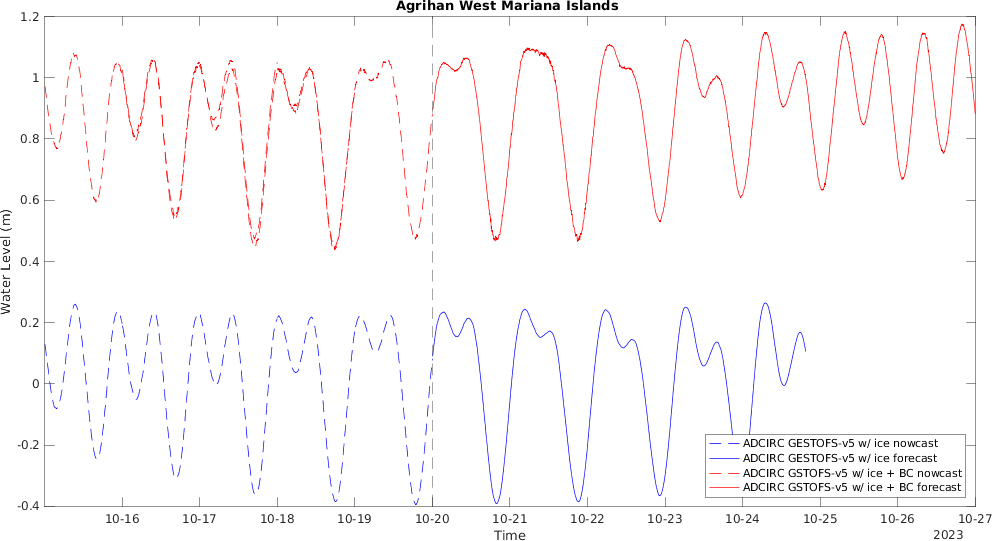 Agrihan West Mariana Islands
1.2
1
0.8
0.6
0.4
0.2
0
-0.2
-0.4
Water Level (m)
ADCIRC GESTOFS-v5 w/ ice nowcast
ADCIRC GESTOFS-v5 w/ ice forecast
ADCIRC GSTOFS-v5 w/ ice + BC nowcast
ADCIRC GSTOFS-v5 w/ ice + BC forecast
10-16 10-17 10-18 10-19 10-20 10-21 10-22 10-23 10-24 10-25 10-26 10-27
Time
2023